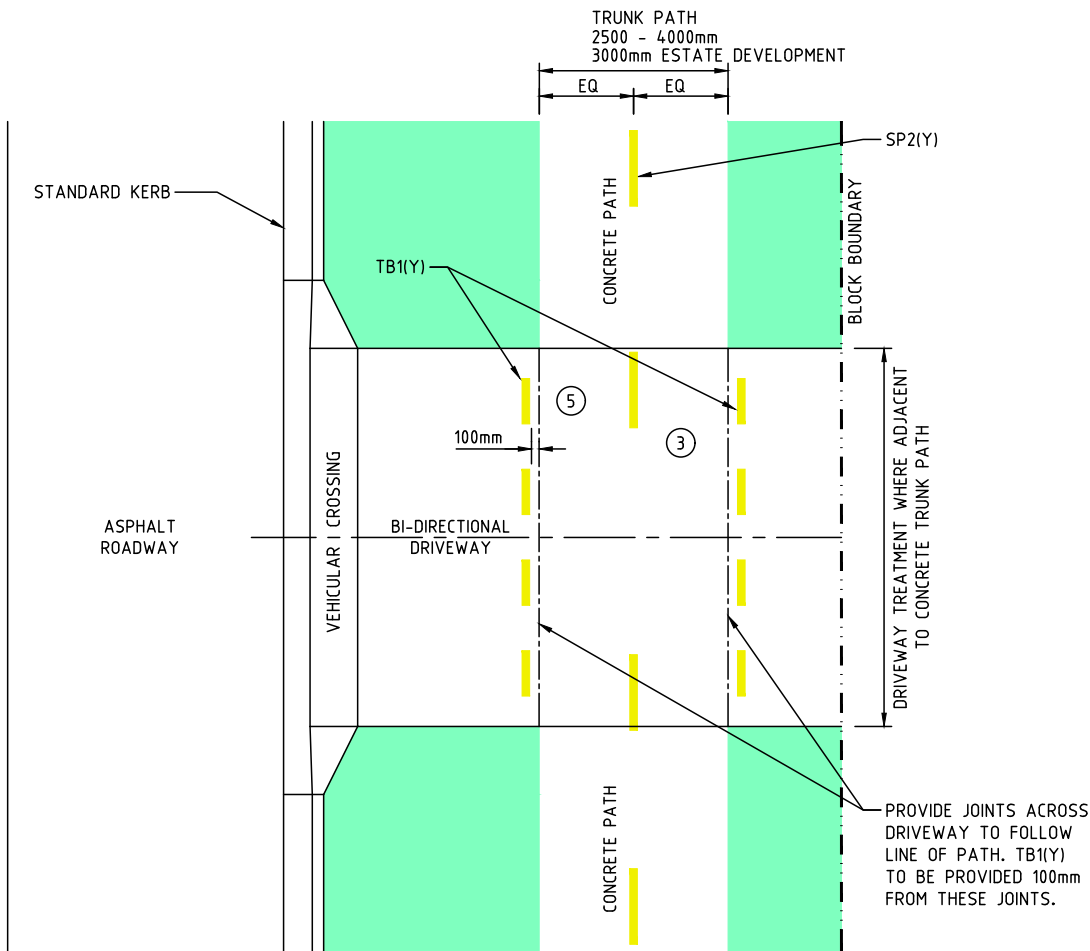 TRUNK PATH
2500 - 4000mm
3000mm ESTATE DEVELOPMENT
EQ
EQ
SP2(Y)
STANDARD KERB
CONCRETE PATH
BLOCK BOUNDARY
TB1(Y)
5
3
100mm
VEHICULAR CROSSING
ASPHALT
ROADWAY
BI-DIRECTIONAL
DRIVEWAY
DRIVEWAY TREATMENT WHERE ADJACENT
TO CONCRETE TRUNK PATH
CONCRETE PATH
PROVIDE JOINTS ACROSS
DRIVEWAY TO FOLLOW
LINE OF PATH. TB1(Y)
TO BE PROVIDED 100mm
FROM THESE JOINTS.